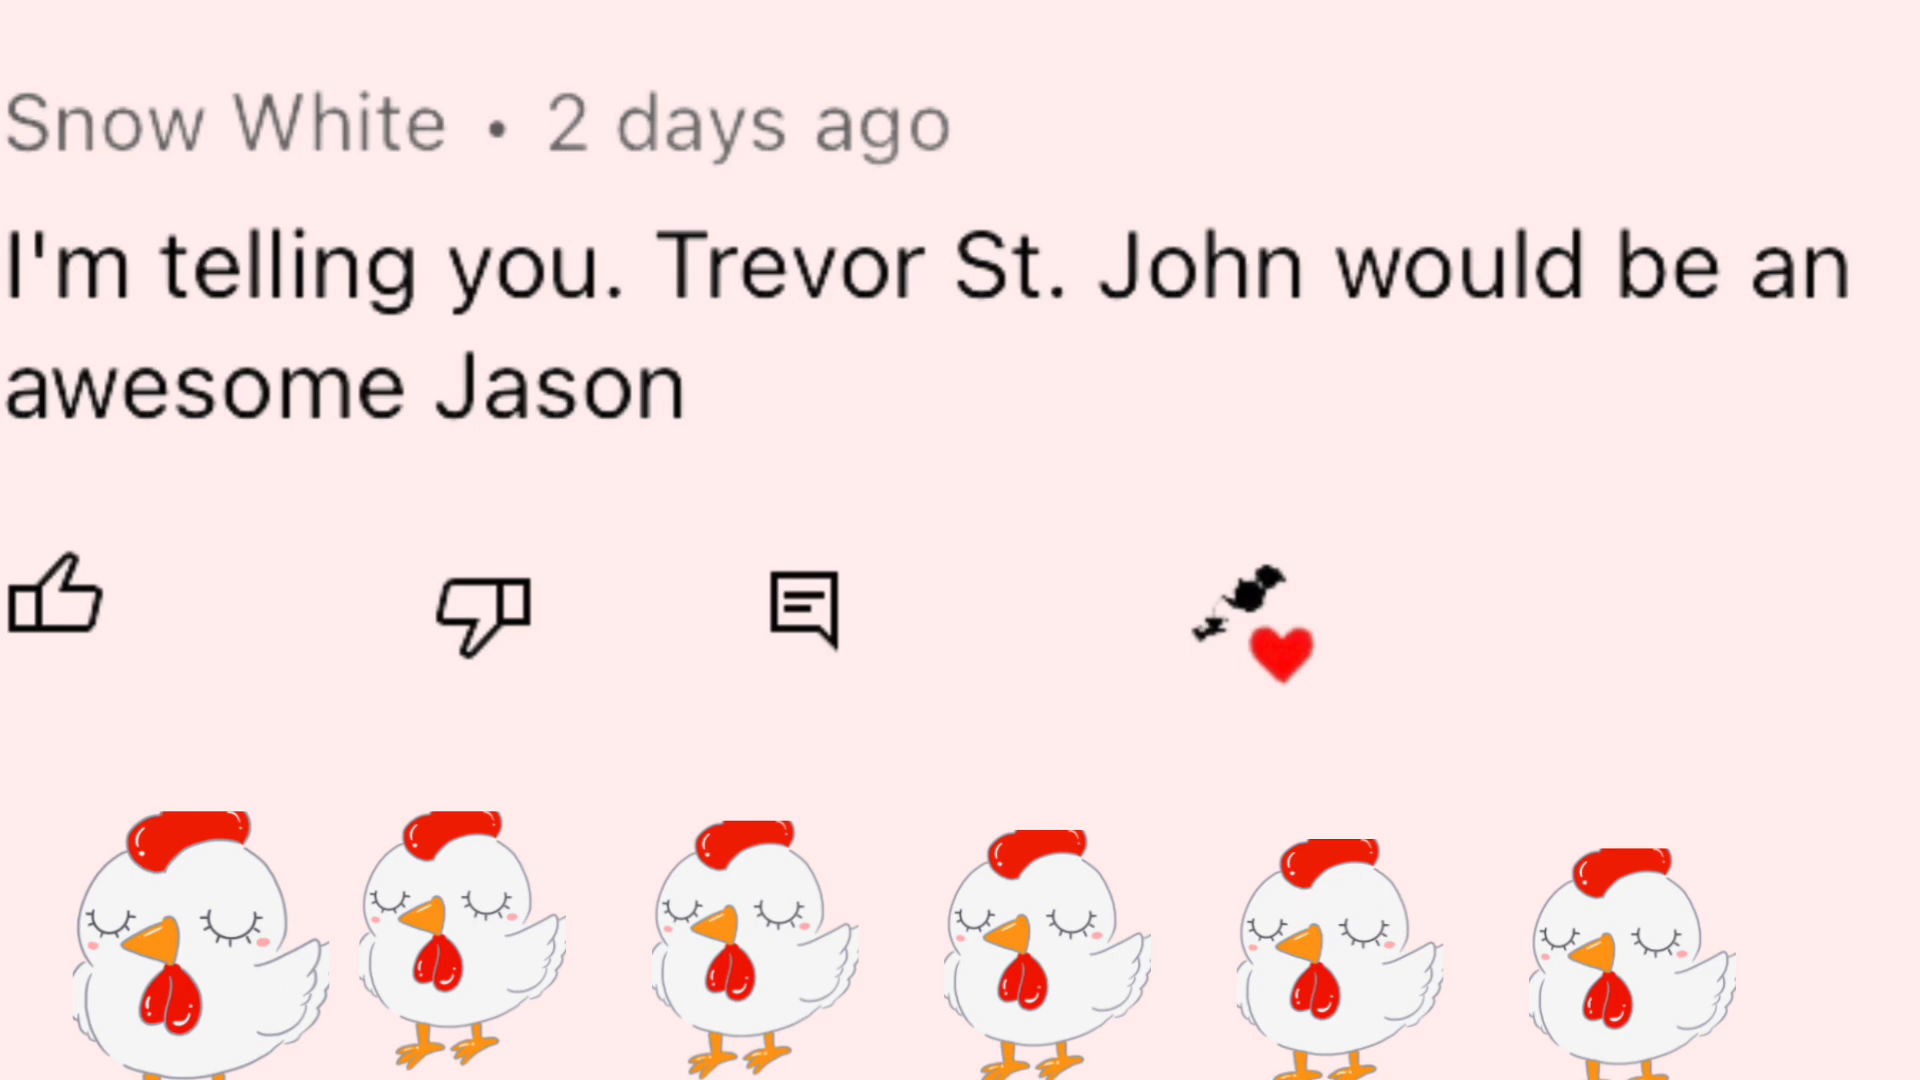 Snow White • 2 days ago
I'm telling you. Trevor St. John would be an
awesome Jason